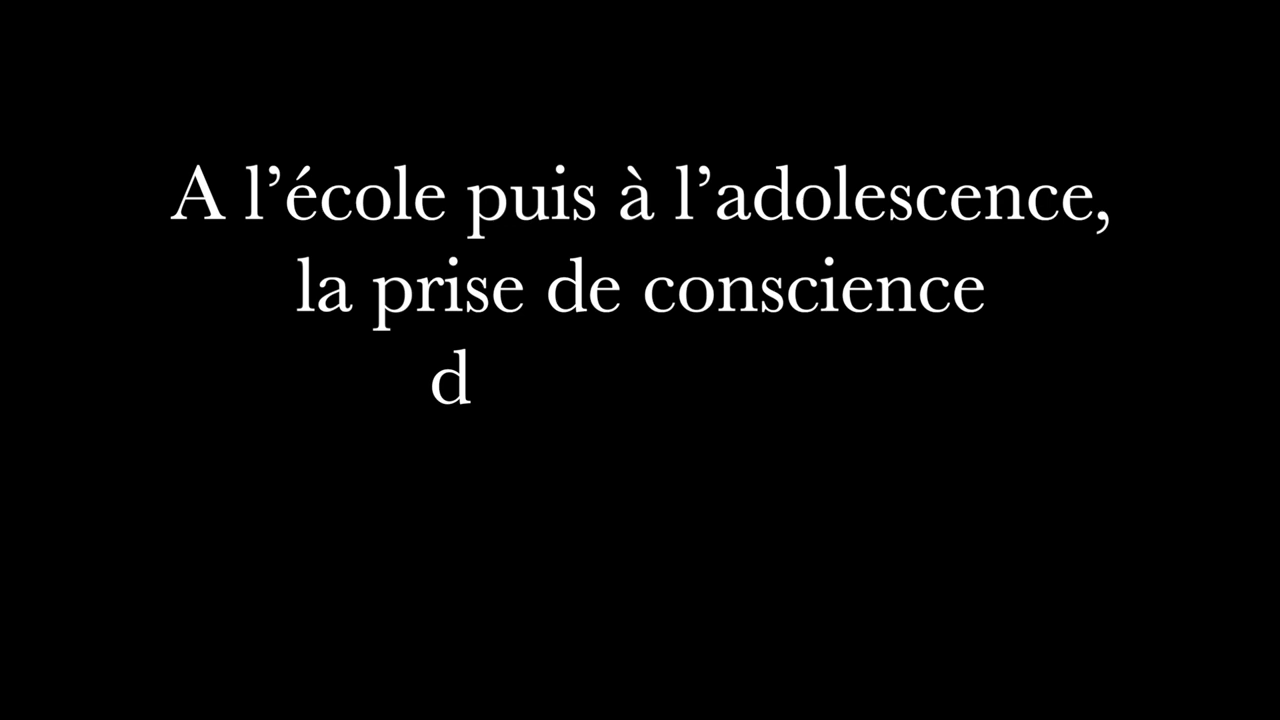 A l’école puis à l’adolescence,
la prise de conscience
d